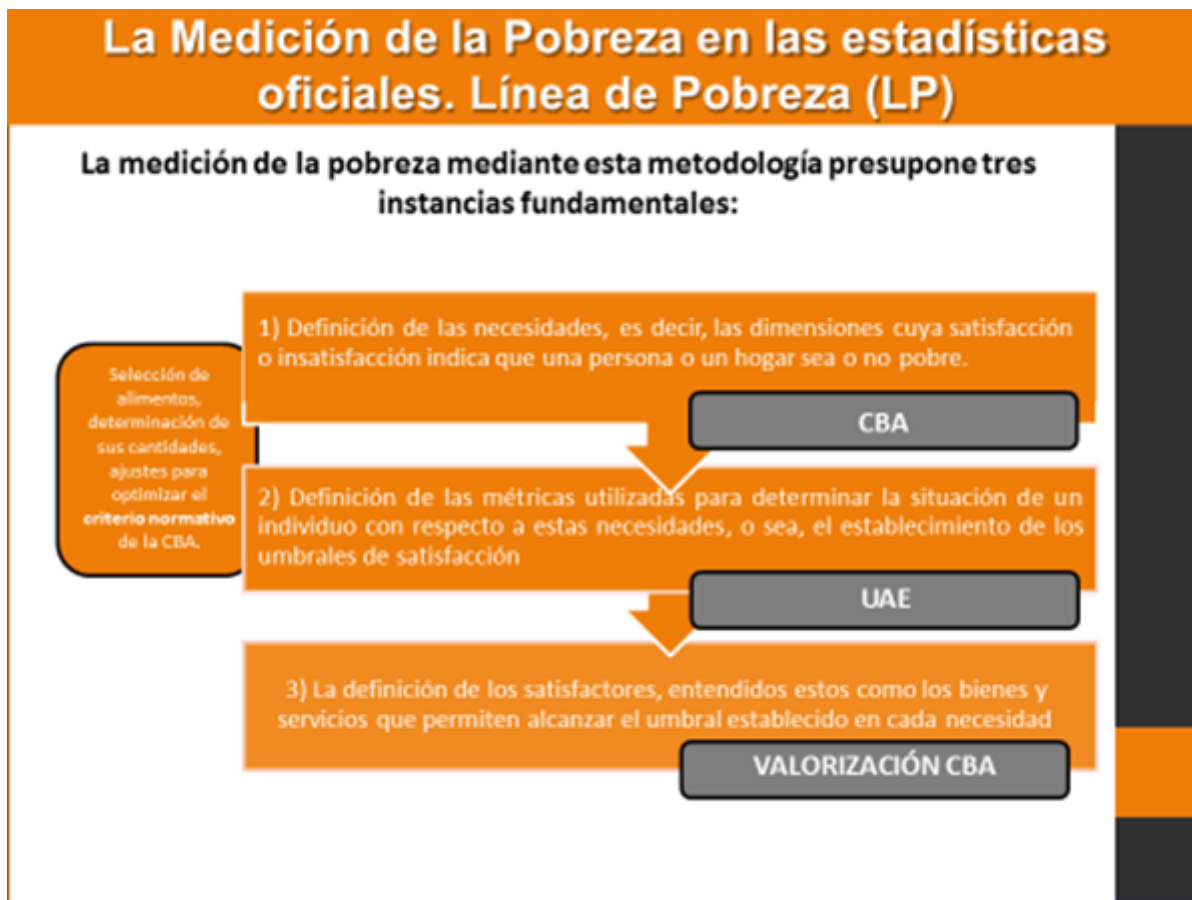 La Medición de la Pobreza en las estadísticas
oficiales. Línea de Pobreza (LP)
La medición de la pobreza mediante esta metodología presupone tres
instancias fundamentales:
Selección de
alimentos,
determinación de
sus cantidades,
ajustes para
optimizar el
criterio normativo
de la CBA.
1) Definición de las necesidades, es decir, las dimensiones cuya satisfacción
o insatisfacción indica que una persona o un hogar sea o no pobre.
CBA
2) Definición de las métricas utilizadas para determinar la situación de un
individuo con respecto a estas necesidades, o sea, el establecimiento de los
umbrales de satisfacción
UAE
3) La definición de los satisfactores, entendidos estos como los bienes y
servicios que permiten alcanzar el umbral establecido en cada necesidad
VALORIZACIÓN CBA